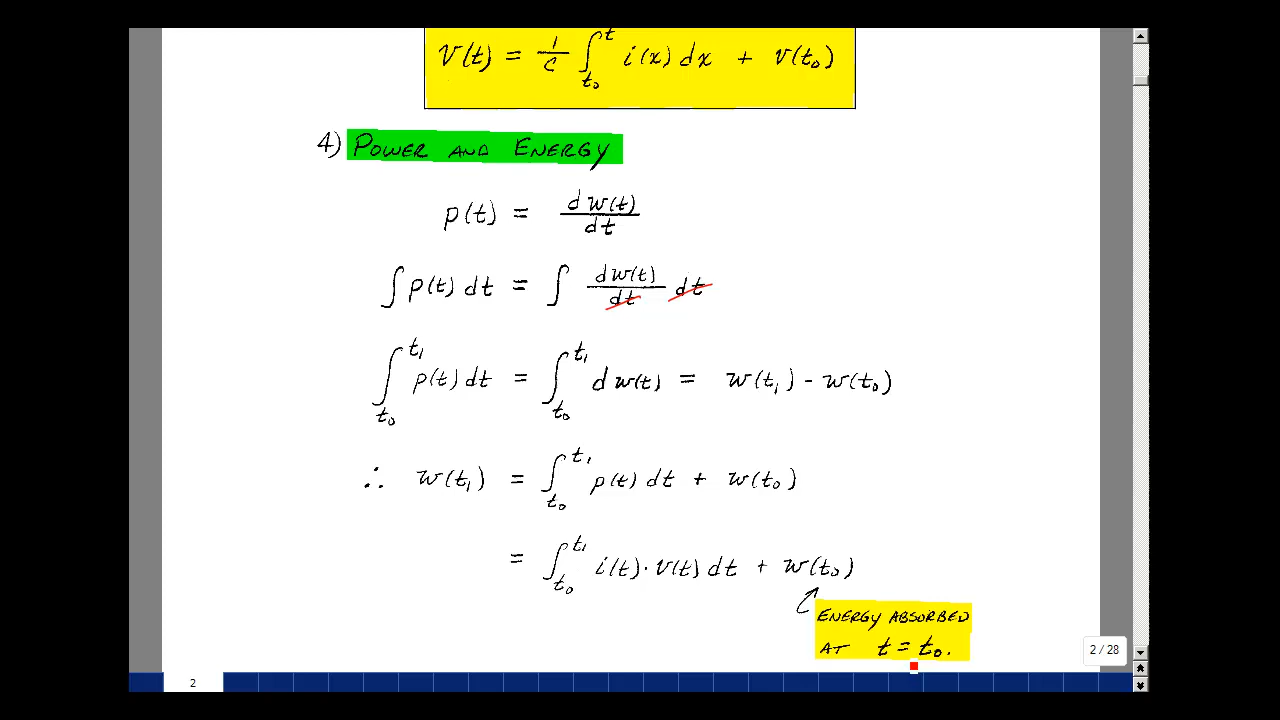 V(t) = 1/C ∫_{t₀}^{t} i(x) dx + v(t₀)
4) POWER AND ENERGY
p(t) = dw(t)/dt
∫ p(t) dt = ∫ dw(t)/dt dt
∫_{t₀}^{t₁} p(t) dt = ∫_{t₀}^{t₁} dw(t) = w(t₁) - w(t₀)
∴ w(t₁) = ∫_{t₀}^{t₁} p(t) dt + w(t₀)
= ∫_{t₀}^{t₁} i(t) · v(t) dt + w(t₀)
ENERGY ABSORBED
AT t = t₀.
2 / 28
2